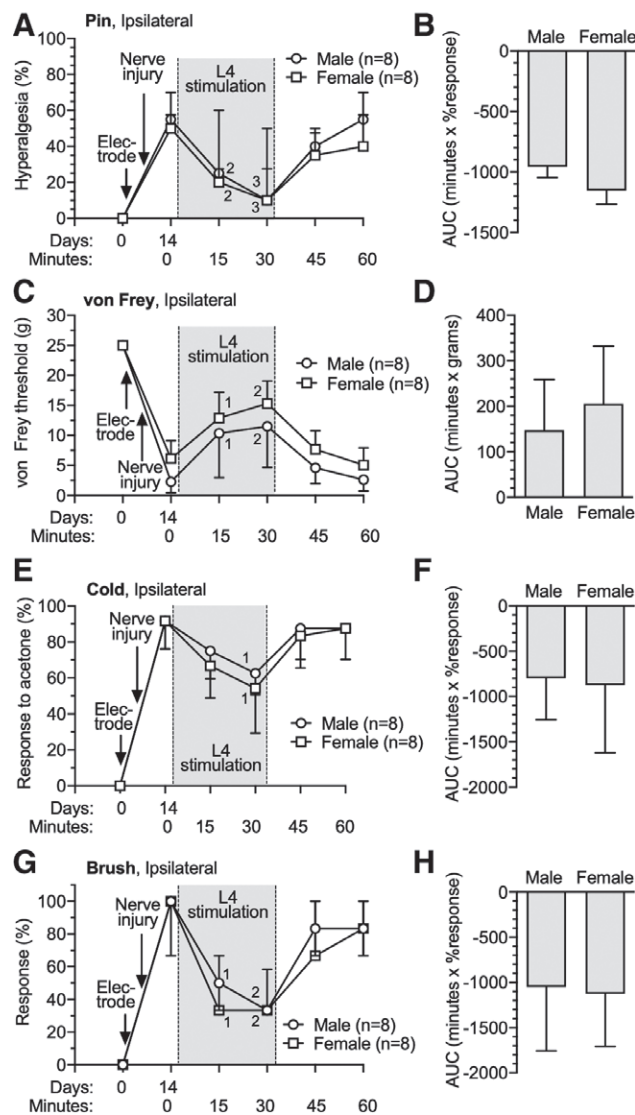 A
Pin, Ipsilateral
Hyperalgesia (%)
100
80
60
40
20
0
Nerve
injury
Elec-
trode
L4
stimulation
Male (n=8)
Female (n=8)
2
2
3
3
Days: 0 14
Minutes: 0 15 30 45 60
B
Male Female
AUC (minutes x %response)
0
-500
-1000
-1500
C
von Frey, Ipsilateral
von Frey threshold (g)
30
25
20
15
10
5
0
L4
stimulation
Male (n=8)
Female (n=8)
Elec-
trode
Nerve
injury
1
2
1
2
Days: 0 14
Minutes: 0 15 30 45 60
D
AUC (minutes x grams)
400
300
200
100
0
Male Female
E
Cold, Ipsilateral
Response to acetone (%)
100
80
60
40
20
0
Nerve
injury
Elec-
trode
1
1
Male (n=8)
Female (n=8)
L4
stimulation
Days: 0 14
Minutes: 0 15 30 45 60
F
Male Female
AUC (minutes x %response)
0
-500
-1000
-1500
-2000
G
Brush, Ipsilateral
Response (%)
100
80
60
40
20
0
Nerve
injury
Elec-
trode
L4
stimulation
1
2
1
2
Male (n=8)
Female (n=8)
Days: 0 14
Minutes: 0 15 30 45 60
H
Male Female
AUC (minutes x %response)
0
-500
-1000
-1500
-2000